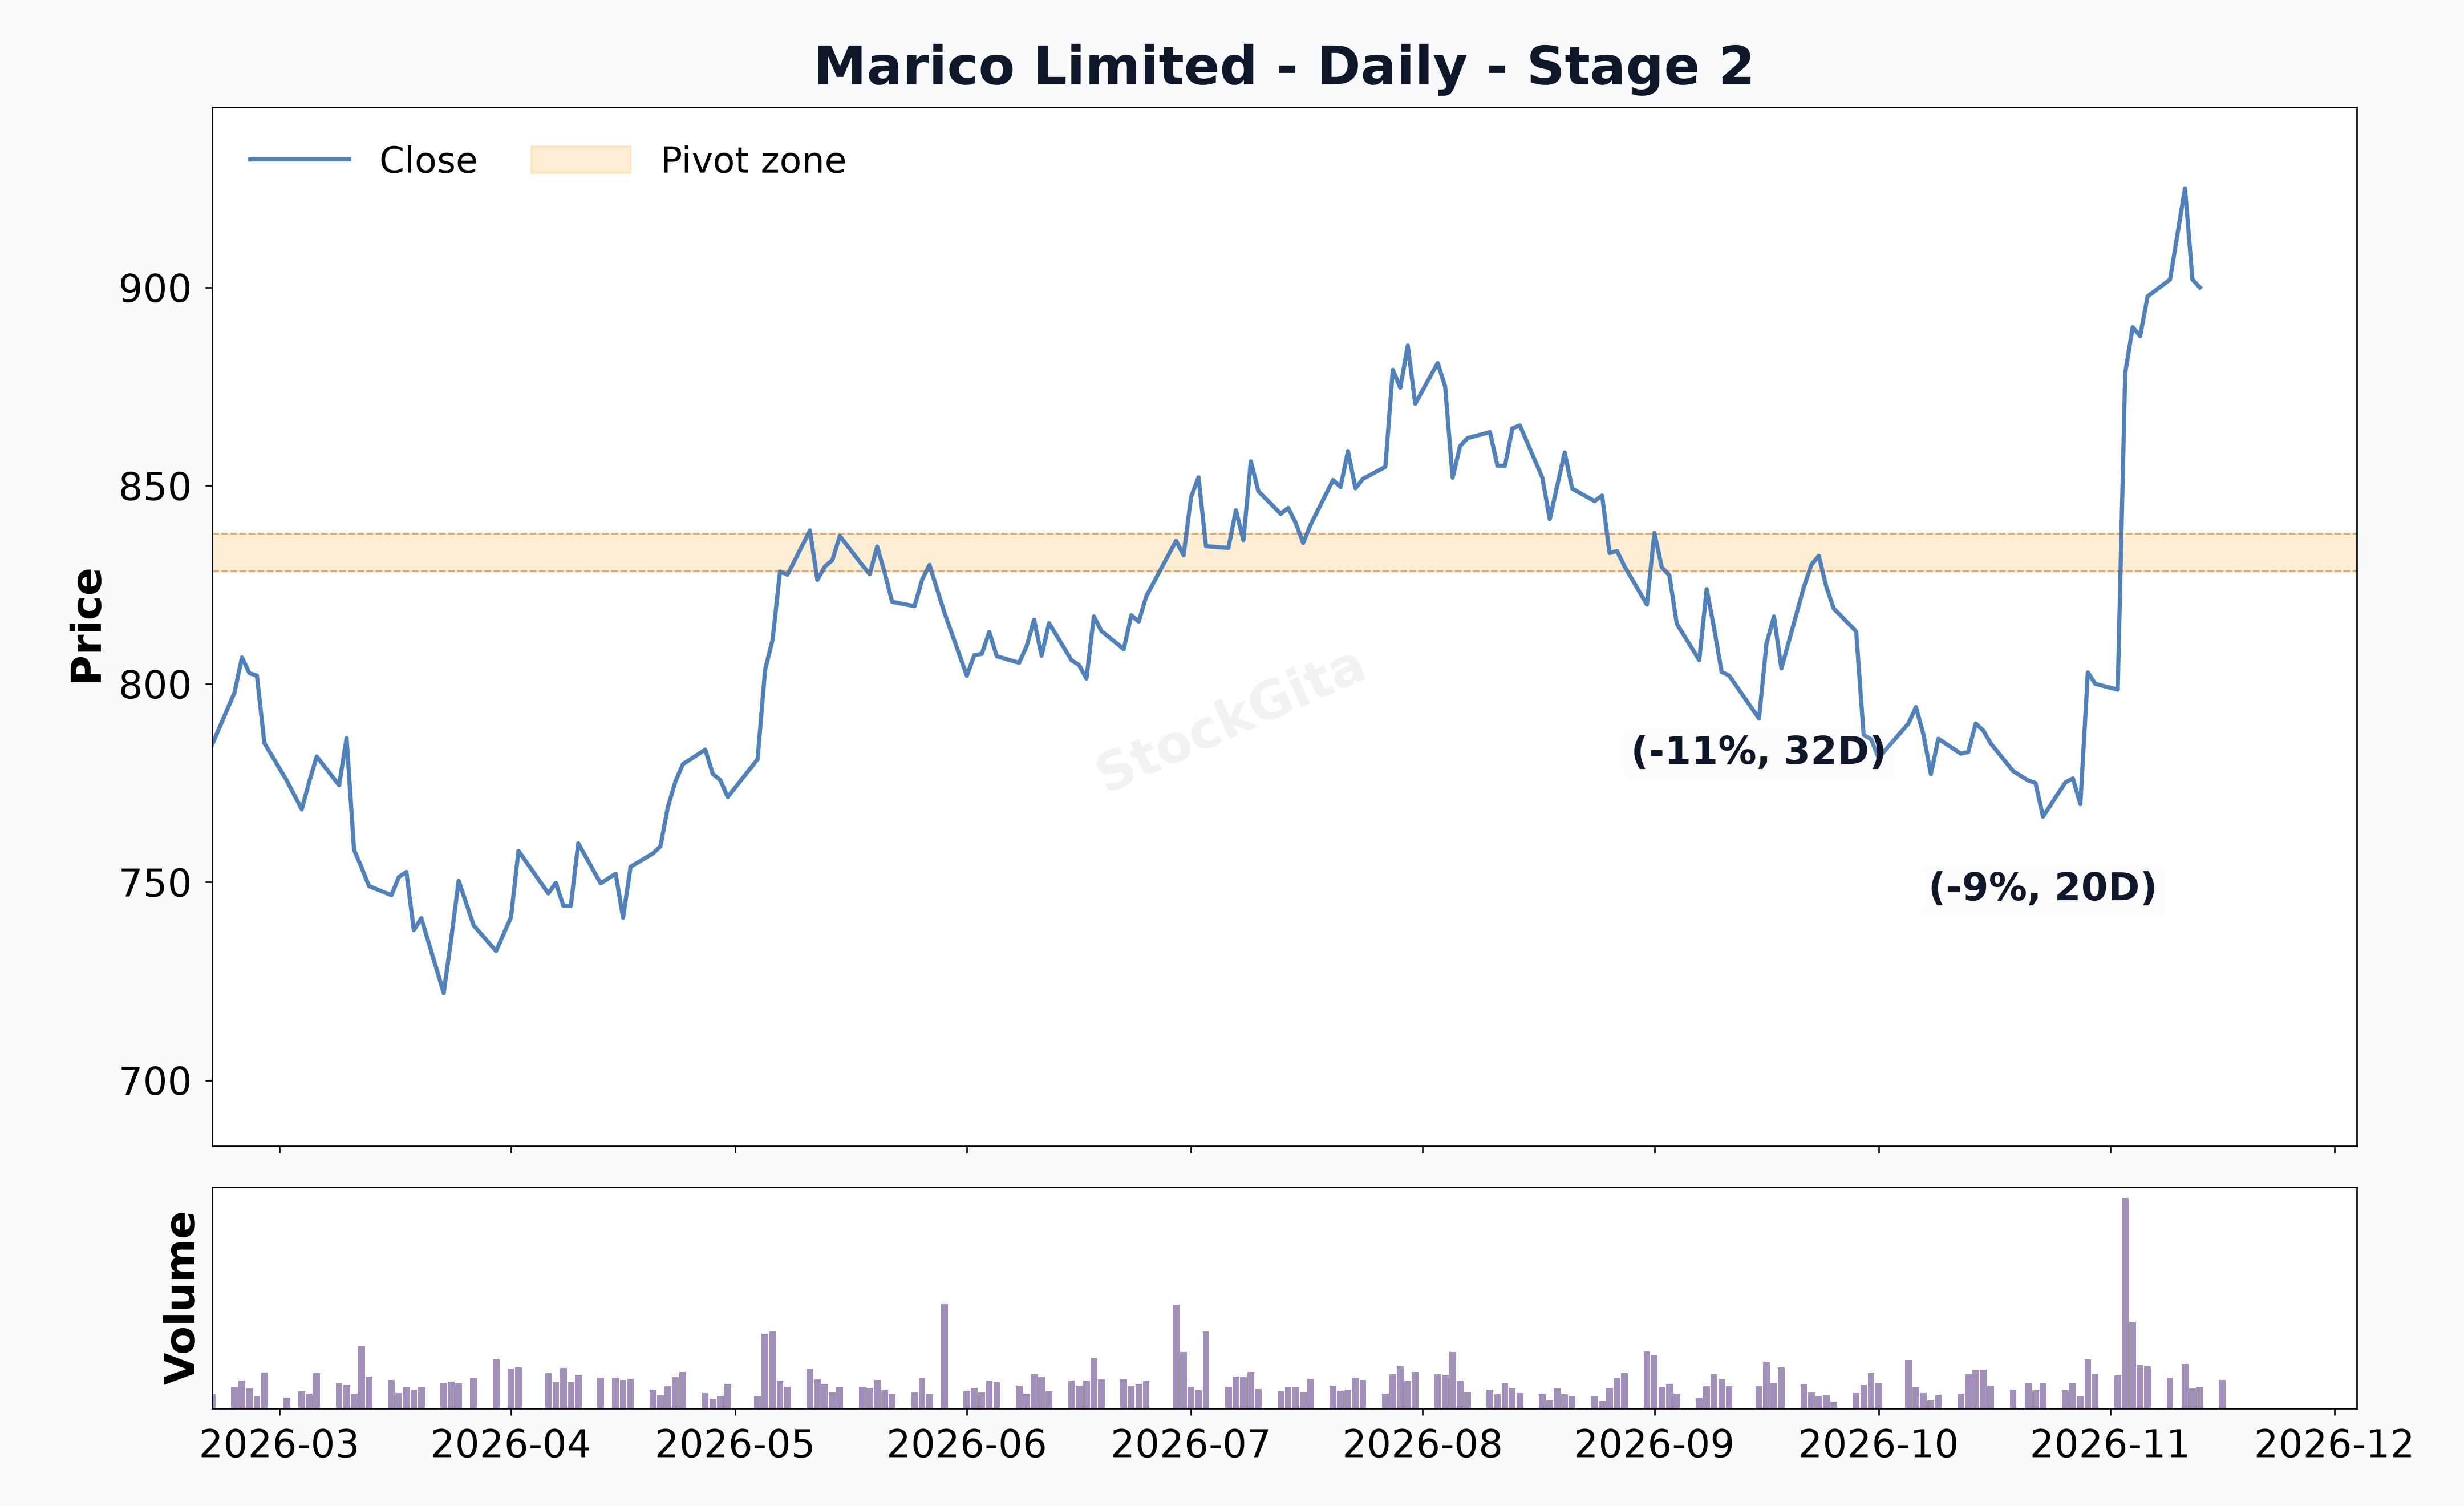 Marico Limited - Daily - Stage 2
Close
Pivot zone
Price
900
850
800
750
700
StockGita
(-11%, 32D)
(-9%, 20D)
Volume
2026-03
2026-04
2026-05
2026-06
2026-07
2026-08
2026-09
2026-10
2026-11
2026-12